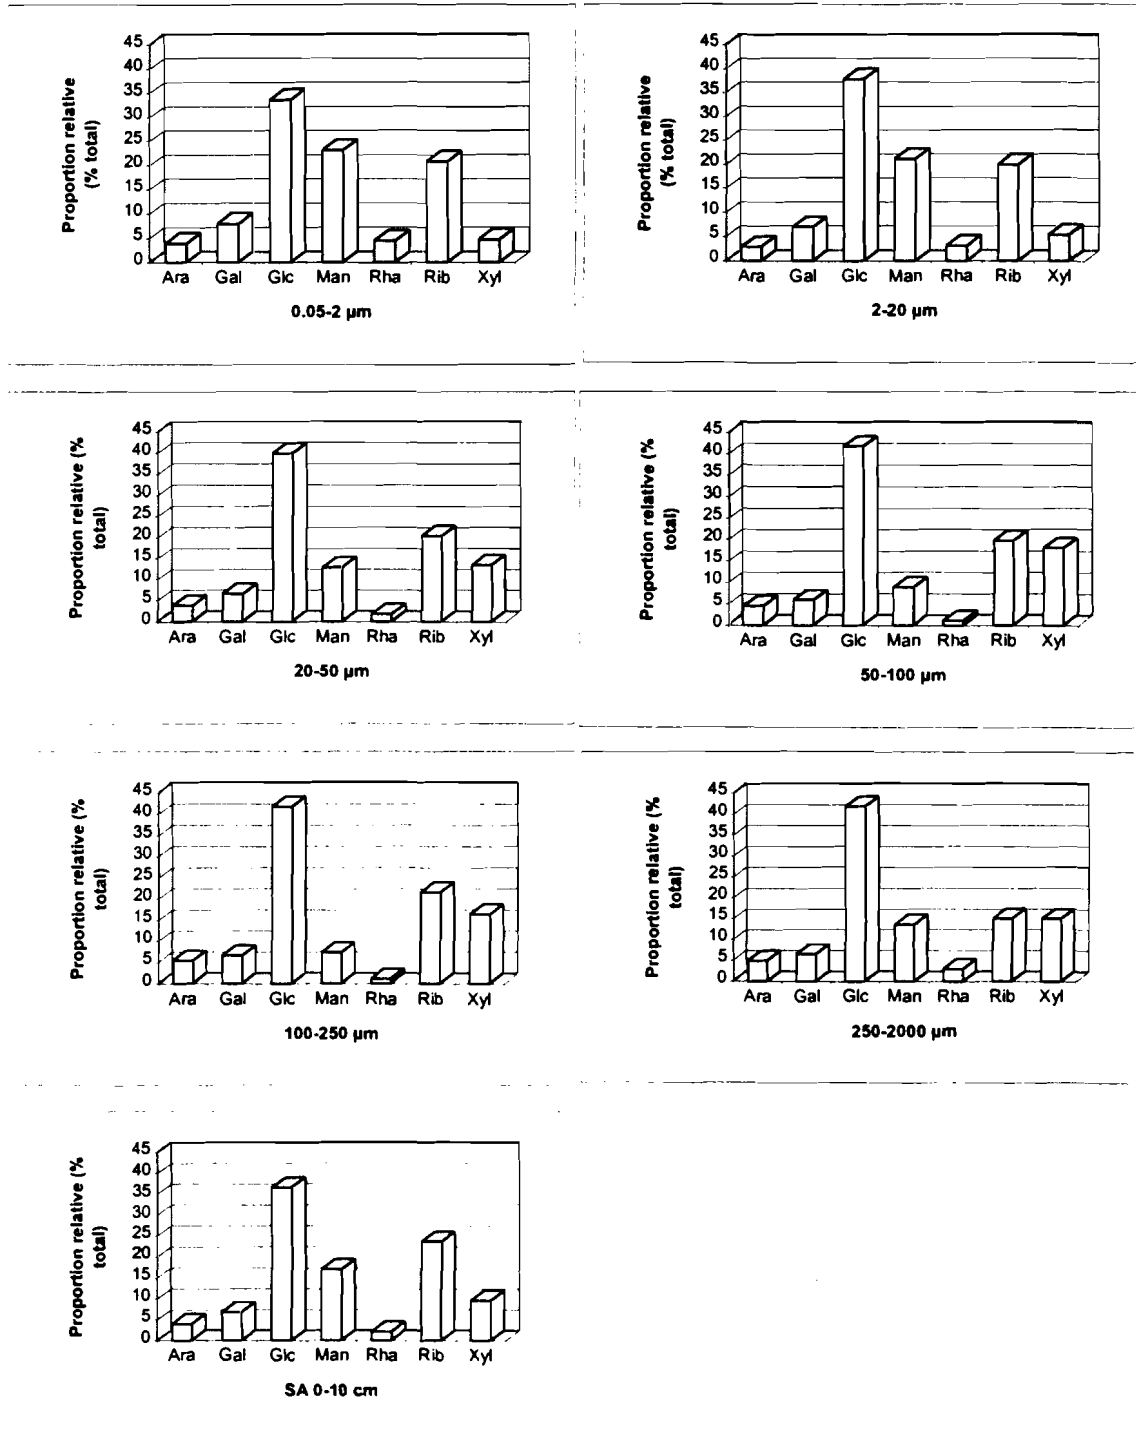 Proportion relative
(% total)
45
40
35
30
25
20
15
10
5
0
Ara Gal Glc Man Rha Rib Xyl
0.05-2 µm
Proportion relative
(% total)
45
40
35
30
25
20
15
10
5
0
Ara Gal Glc Man Rha Rib Xyl
2-20 µm
Proportion relative (%
total)
45
40
35
30
25
20
15
10
5
0
Ara Gal Glc Man Rha Rib Xyl
20-50 µm
Proportion relative (%
total)
45
40
35
30
25
20
15
10
5
0
Ara Gal Glc Man Rha Rib Xyl
50-100 µm
Proportion relative (%
total)
45
40
35
30
25
20
15
10
5
0
Ara Gal Glc Man Rha Rib Xyl
100-250 µm
Proportion relative (%
total)
45
40
35
30
25
20
15
10
5
0
Ara Gal Glc Man Rha Rib Xyl
250-2000 µm
Proportion relative (%
total)
45
40
35
30
25
20
15
10
5
0
Ara Gal Glc Man Rha Rib Xyl
SA 0-10 cm